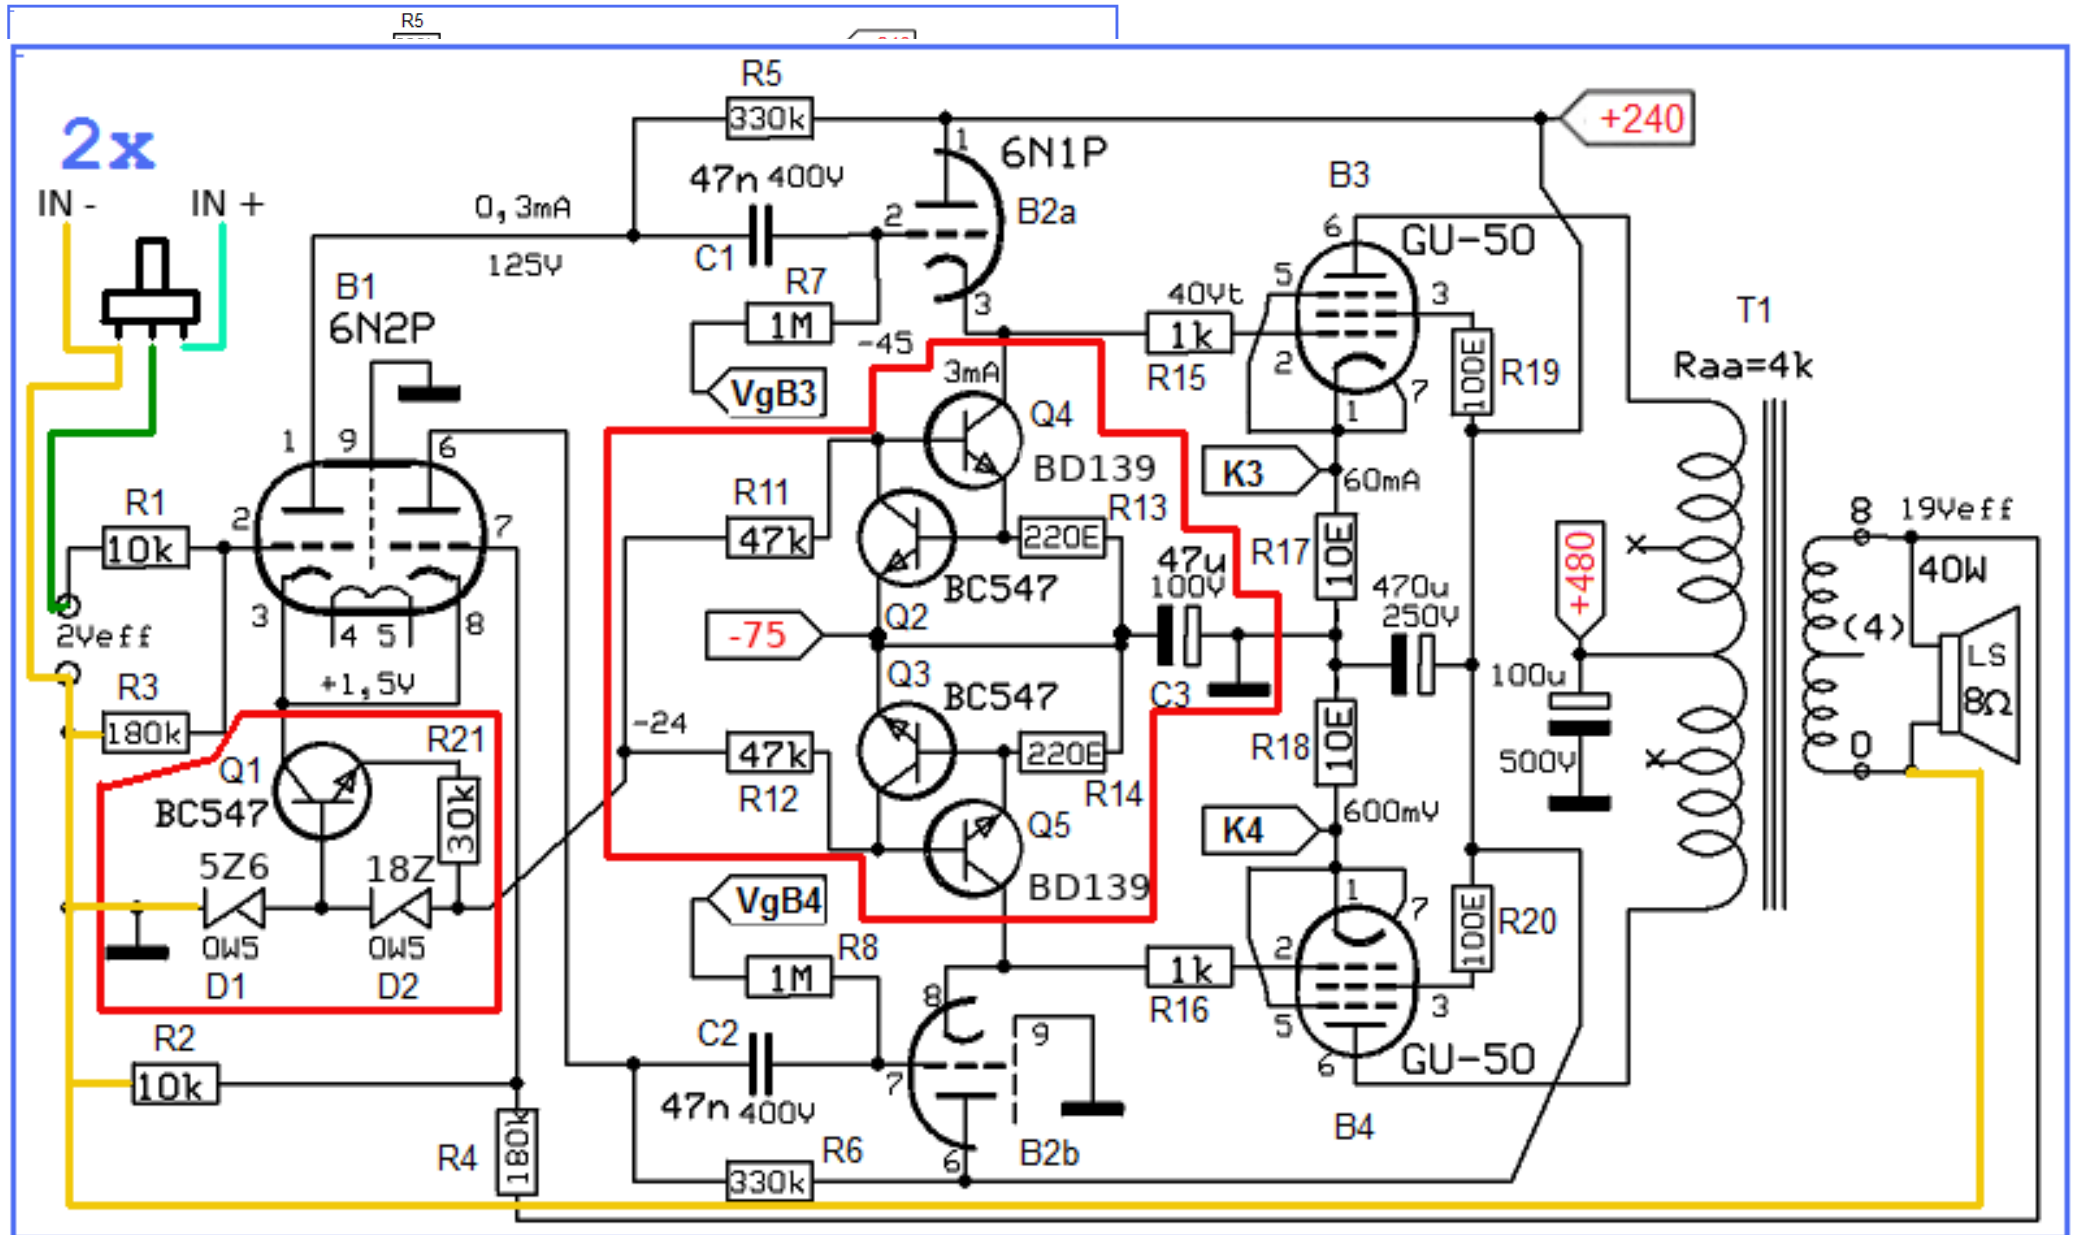 R5
R5
330k
+240
2x
6N1P
47n 400V
B3
IN -
IN +
0,3mA
1
2
B2a
6
GU-50
125V
C1
R7
5
3
B1
3
40Vt
T1
6N2P
1M
-45
1k
2
100E
R19
Raa=4k
3mA
R15
VgB3
7
Q4
1
1
9
6
BD139
K3
60mA
R1
R11
R13
8
19Veff
2
7
10k
47k
220E
47u
R17
10E
+480
40W
100V
470u
BC547
250V
3
8
Q2
2Veff
4
5
-75
(4)
LS
R3
+1,5V
Q3
BC547
C3
100u
8Ω
180k
-24
R21
R18
10E
0
Q1
47k
220E
500V
BC547
30k
R12
R14
600mV
Q5
K4
5Z6
18Z
BD139
1
7
VgB4
100E
R20
0W5
0W5
R8
2
D1
D2
1M
1k
3
R16
5
8
R2
C2
9
GU-50
10k
7
6
47n 400V
B4
R4
180k
R6
B2b
6
330k